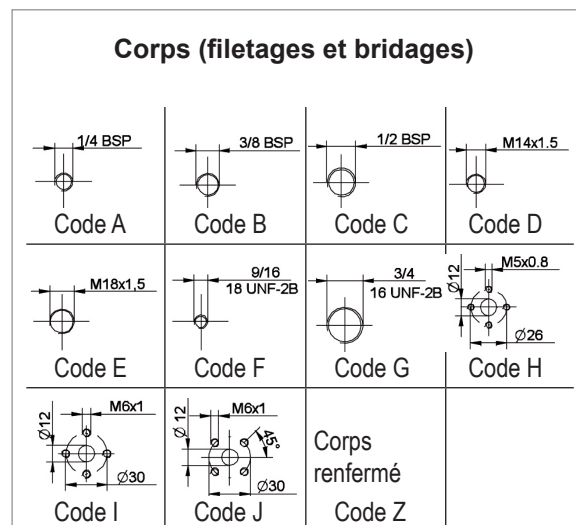 Corps (filetages et bridages)
1/4 BSP
Code A
3/8 BSP
Code B
1/2 BSP
Code C
M14x1.5
Code D
M18x1,5
Code E
9/16
18 UNF-2B
Code F
3/4
16 UNF-2B
Code G
M5x0.8
Ø12
Ø26
Code H
M6x1
Ø12
Ø30
Code I
M6x1
Ø12
45°
Ø30
Code J
Corps
renfermé
Code Z